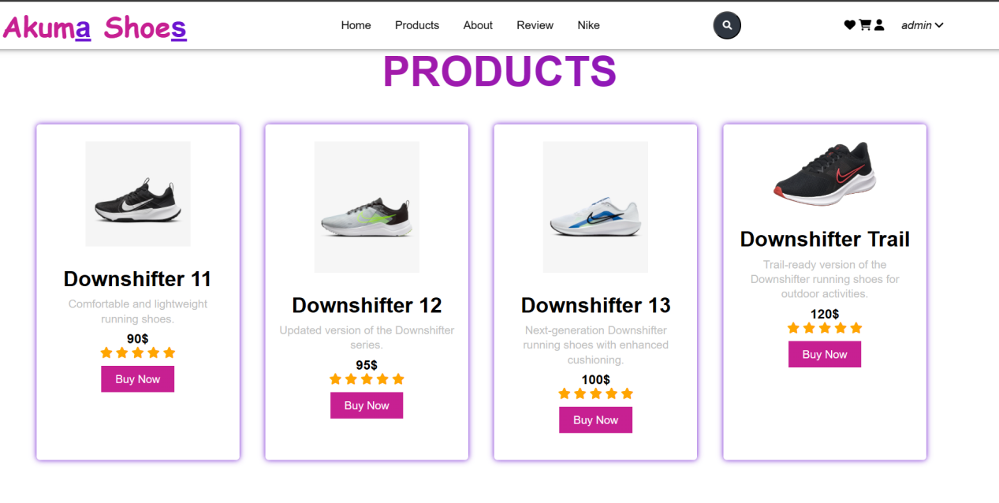 Akuma Shoes
Home Products About Review Nike
admin
PRODUCTS
Downshifter 11
Comfortable and lightweight
running shoes.
90$
Buy Now
Downshifter 12
Updated version of the Downshifter
series.
95$
Buy Now
Downshifter 13
Next-generation Downshifter
running shoes with enhanced
cushioning.
100$
Buy Now
Downshifter Trail
Trail-ready version of the
Downshifter running shoes for
outdoor activities.
120$
Buy Now